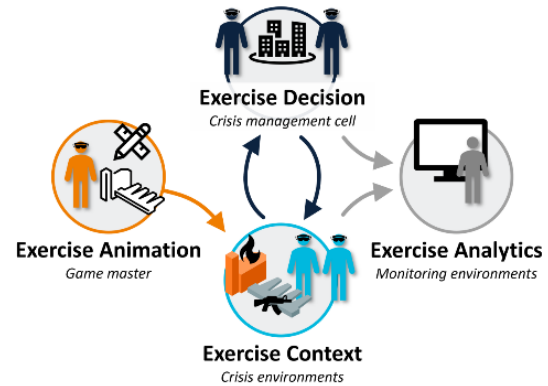 Exercise Decision
Crisis management cell
Exercise Animation
Game master
Exercise Analytics
Monitoring environments
Exercise Context
Crisis environments